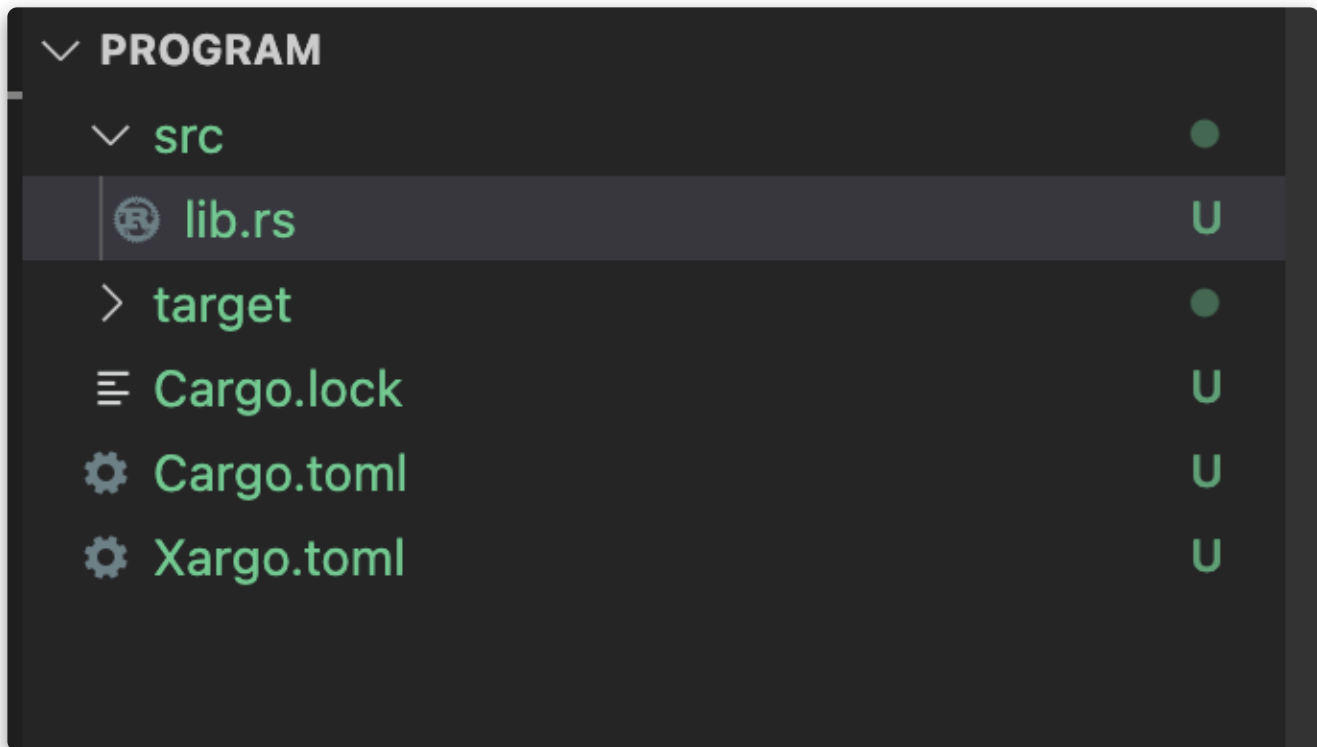 PROGRAM
src
lib.rs U
target
Cargo.lock U
Cargo.toml U
Xargo.toml U